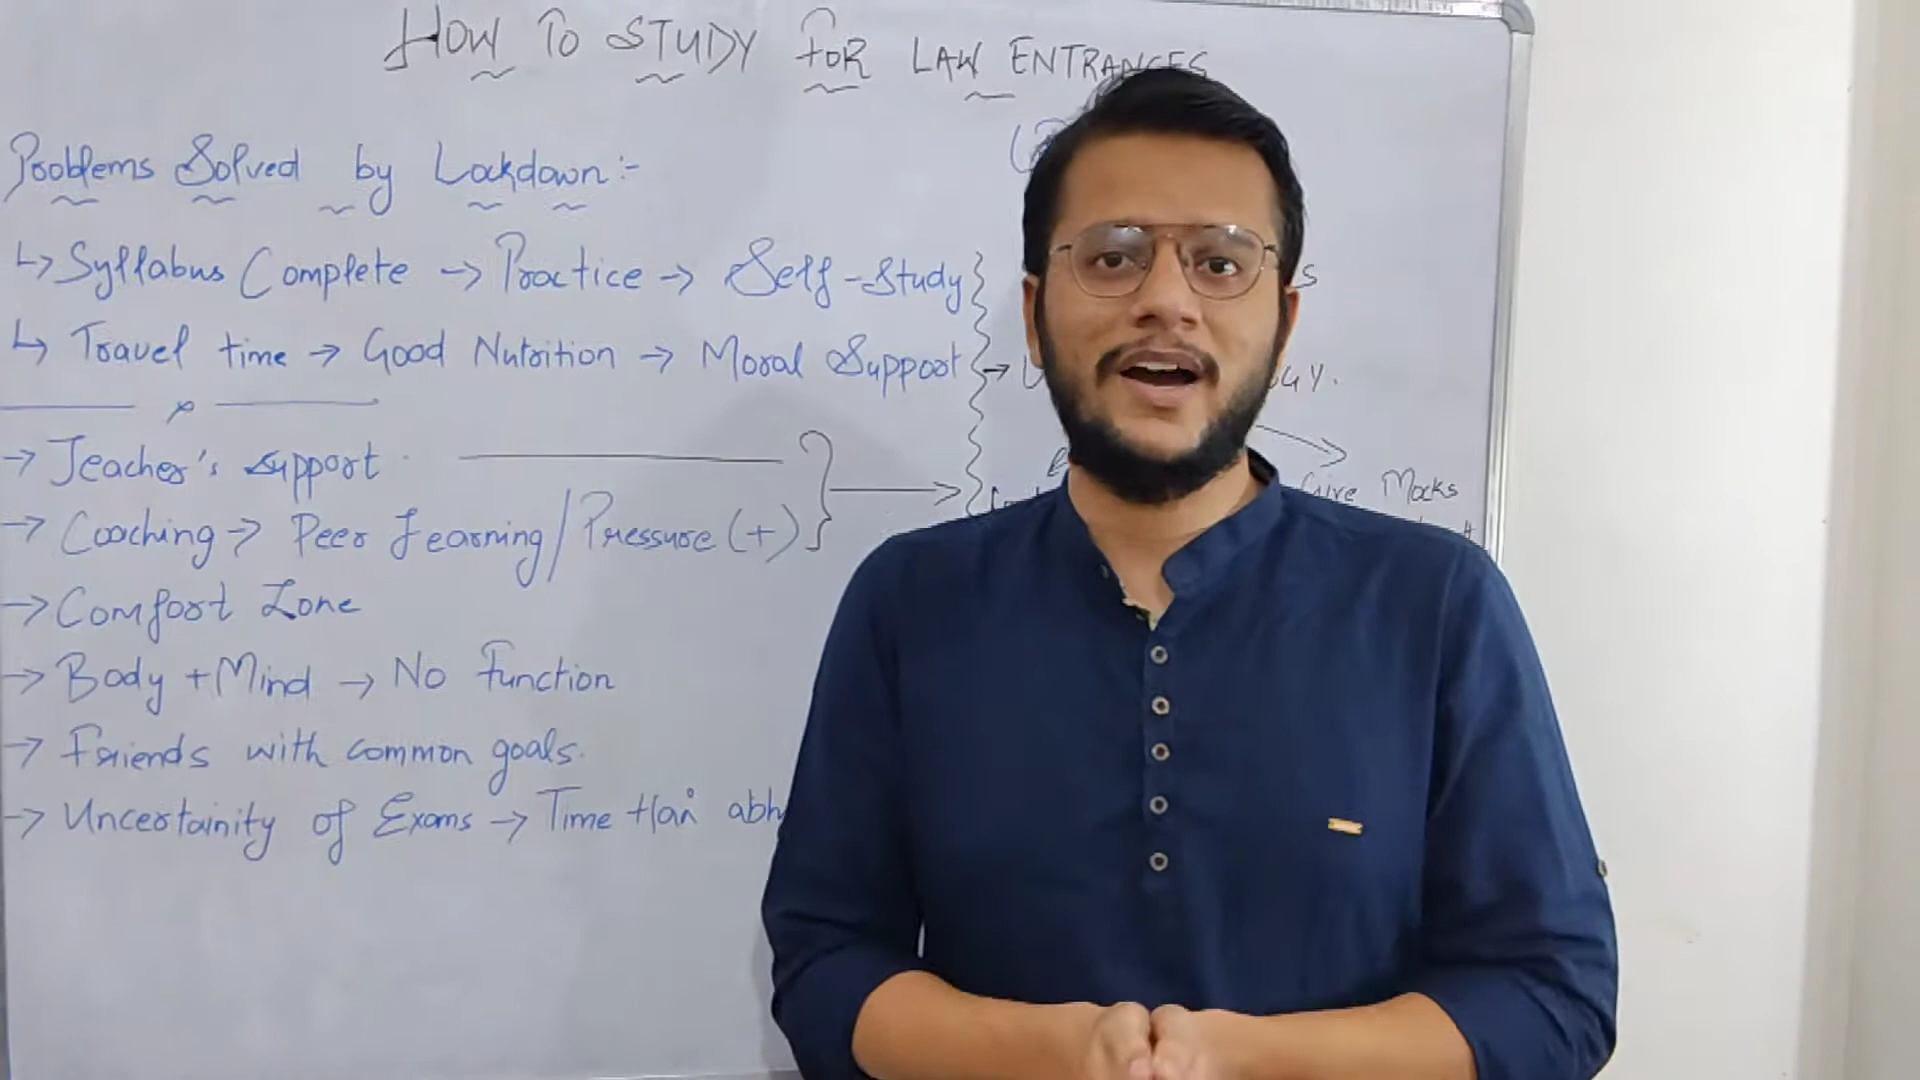 HOW TO STUDY FOR LAW ENTRANCES
Problems Solved by Lockdown :-
↳ Syllabus Complete → Practice → Self-Study
↳ Travel time → Good Nutrition → Moral Support →
→ Teacher's support
→ Coaching → Peer Learning/Pressure (+)
→ Comfort Zone
→ Body + Mind → No Function
→ Friends with common goals.
→ Uncertainity of Exams → Time Hai
Give Mocks